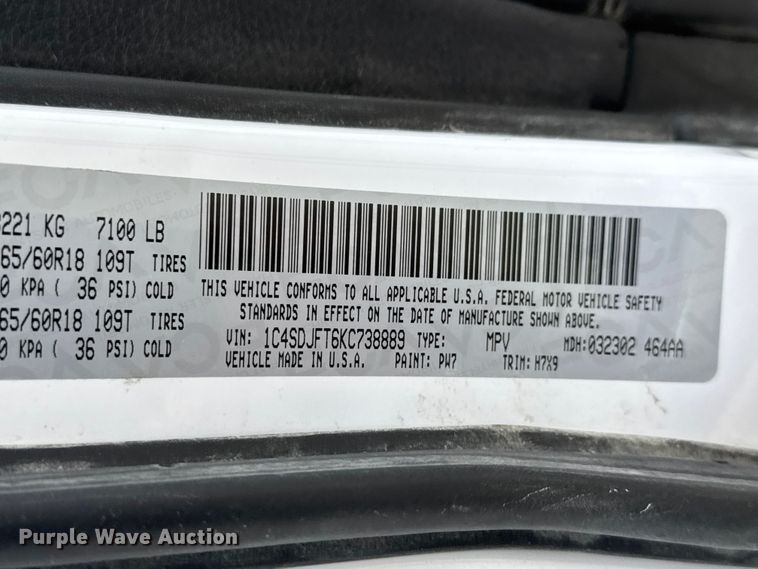 3221 KG 7100 LB
65/60R18 109T TIRES
0 KPA ( 36 PSI) COLD
65/60R18 109T TIRES
0 KPA ( 36 PSI) COLD
THIS VEHICLE CONFORMS TO ALL APPLICABLE U.S.A. FEDERAL MOTOR VEHICLE SAFETY
STANDARDS IN EFFECT ON THE DATE OF MANUFACTURE SHOWN ABOVE.
VIN: 1C4SDJFT6KC738889 TYPE: MPV MDH:032302 464AA
VEHICLE MADE IN U.S.A. PAINT: PW7 TRIM: H7X9
Purple Wave Auction